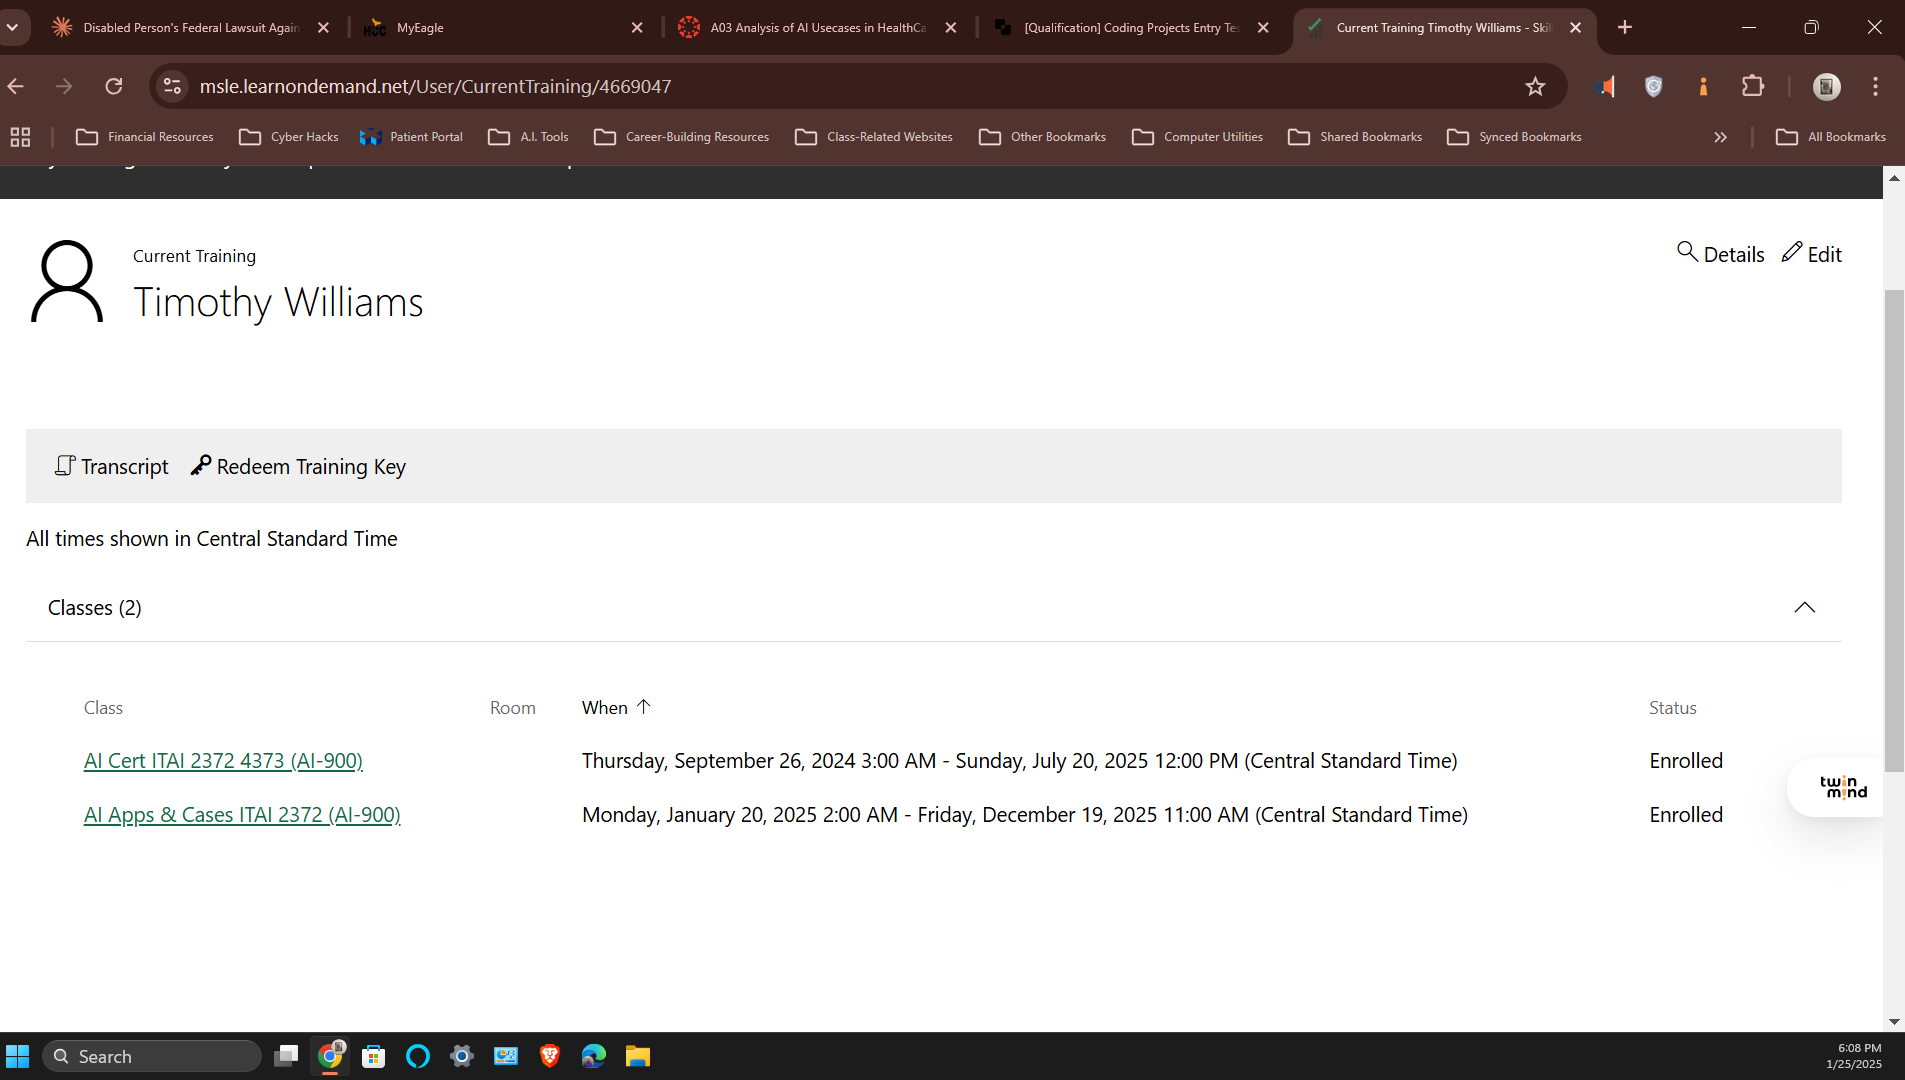 Disabled Person's Federal Lawsuit Again
HCC MyEagle
A03 Analysis of AI Usecases in HealthCa
[Qualification] Coding Projects Entry Tes
Current Training Timothy Williams - Skil
msle.learnondemand.net/User/CurrentTraining/4669047
Financial Resources
Cyber Hacks
Patient Portal
A.I. Tools
Career-Building Resources
Class-Related Websites
Other Bookmarks
Computer Utilities
Shared Bookmarks
Synced Bookmarks
All Bookmarks
Current Training
Timothy Williams
Details Edit
Transcript Redeem Training Key
All times shown in Central Standard Time
Classes (2)
Class Room When Status
AI Cert ITAI 2372 4373 (AI-900) Thursday, September 26, 2024 3:00 AM - Sunday, July 20, 2025 12:00 PM (Central Standard Time) Enrolled
AI Apps & Cases ITAI 2372 (AI-900) Monday, January 20, 2025 2:00 AM - Friday, December 19, 2025 11:00 AM (Central Standard Time) Enrolled
twin
mind
Search
6:08 PM
1/25/2025